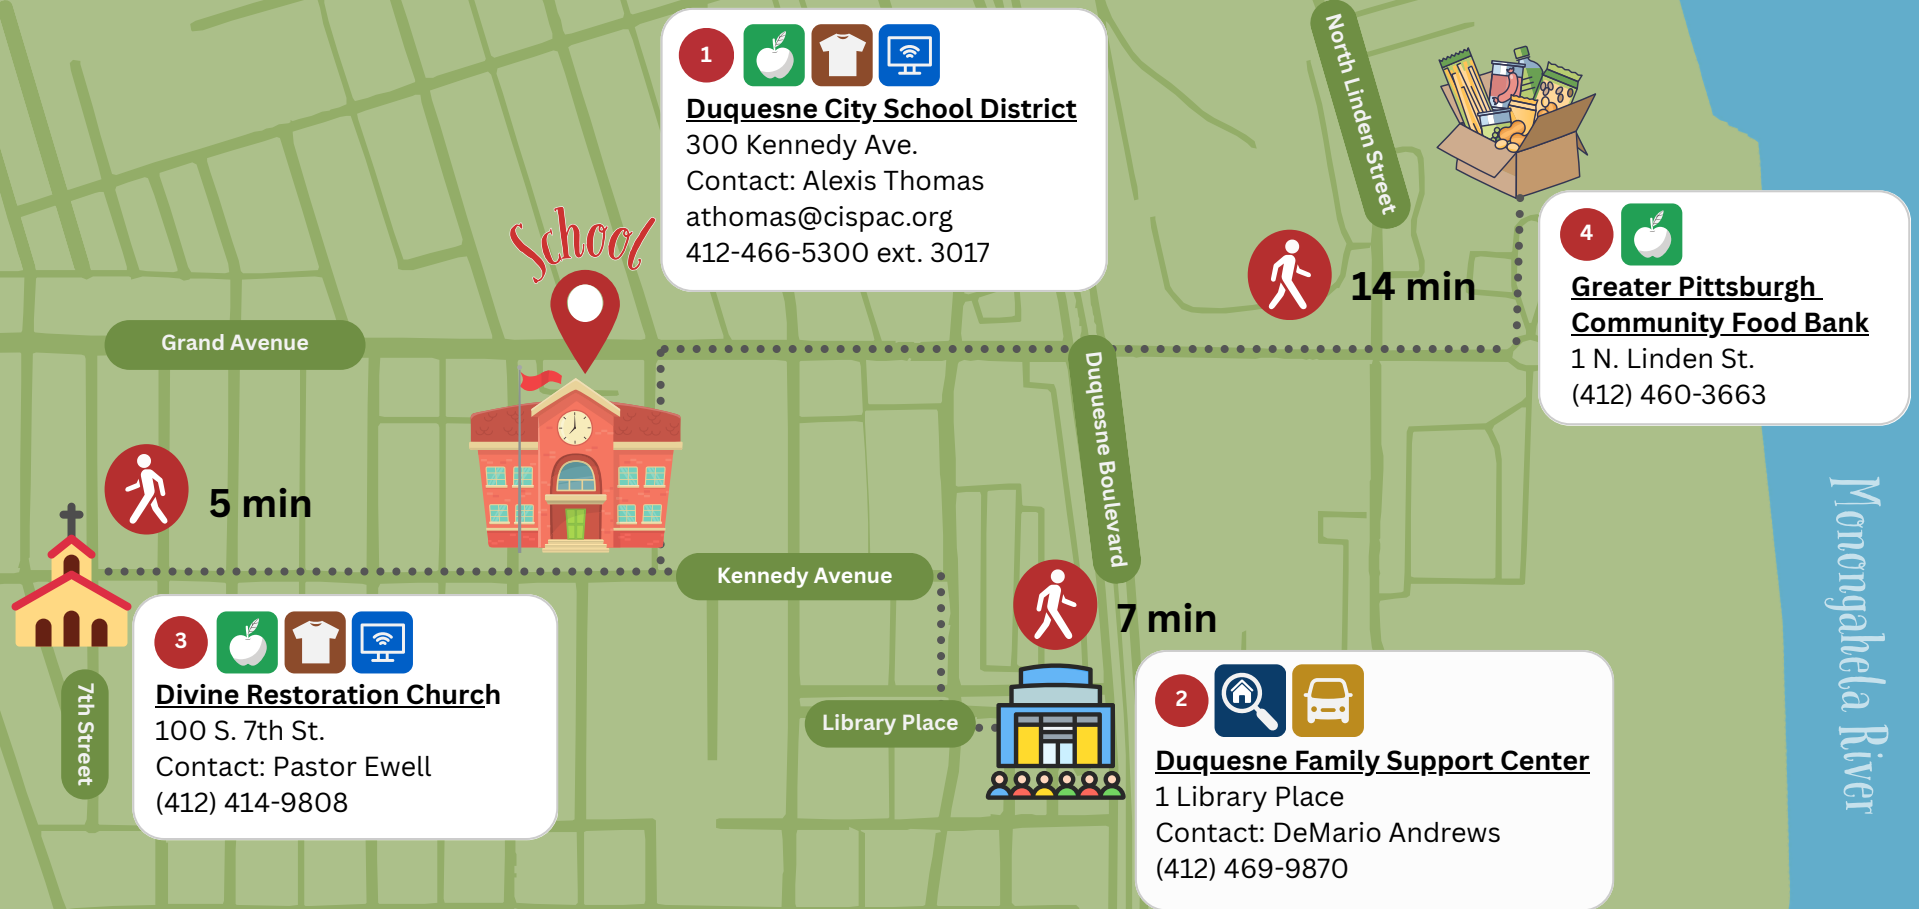 1
Duquesne City School District
300 Kennedy Ave.
Contact: Alexis Thomas
athomas@cispac.org
412-466-5300 ext. 3017
North Linden Street
School
14 min
4
Greater Pittsburgh
Community Food Bank
1 N. Linden St.
(412) 460-3663
Grand Avenue
Duquesne Boulevard
5 min
Kennedy Avenue
7 min
Monongahela River
3
Divine Restoration Church
100 S. 7th St.
Contact: Pastor Ewell
(412) 414-9808
7th Street
Library Place
2
Duquesne Family Support Center
1 Library Place
Contact: DeMario Andrews
(412) 469-9870